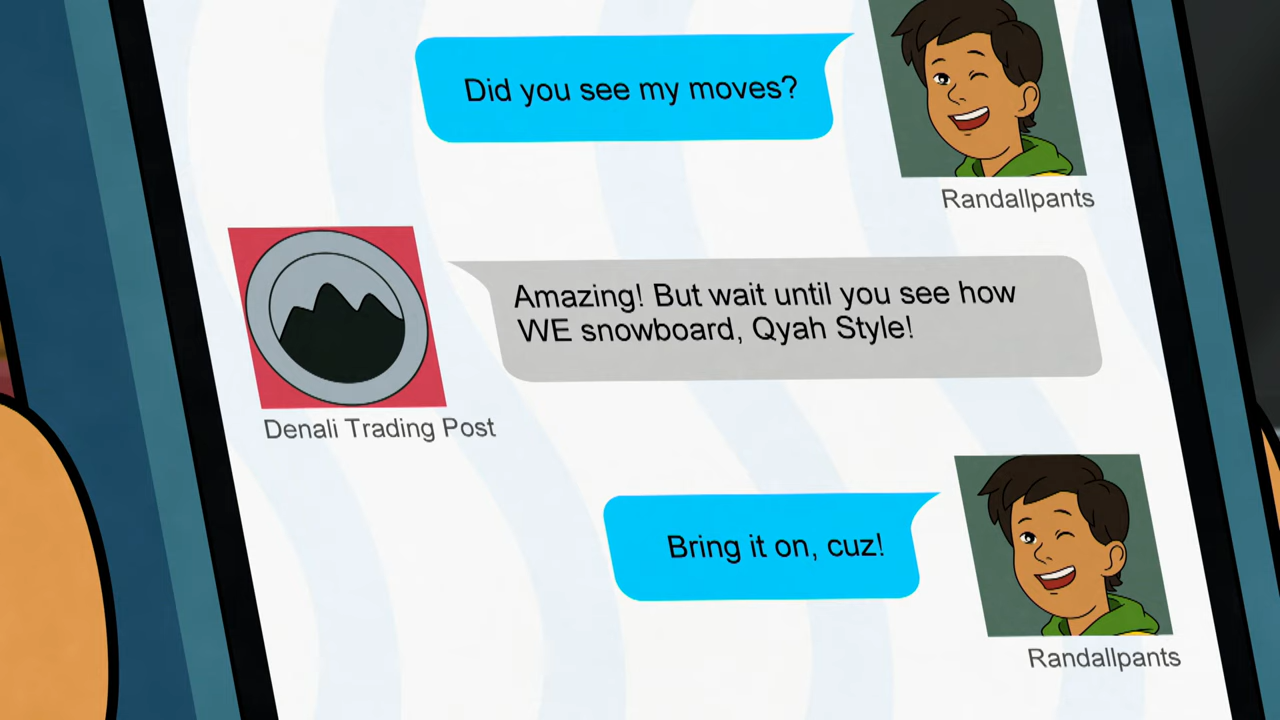 Did you see my moves?
Randallpants
Amazing! But wait until you see how
WE snowboard, Qyah Style!
Denali Trading Post
Bring it on, cuz!
Randallpants